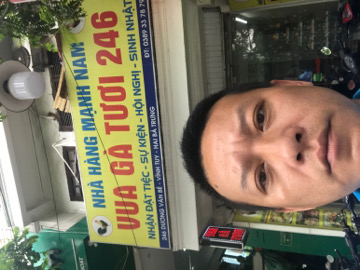 NHÀ HÀNG MẠNH NAM
VUA GÀ TƯƠI 246
NHẬN ĐẶT TIỆC - SỰ KIỆN - HỘI NGHỊ - SINH NHẬT
246 DƯƠNG VĂN BÉ - VĨNH TUY - HAI BÀ TRƯNG